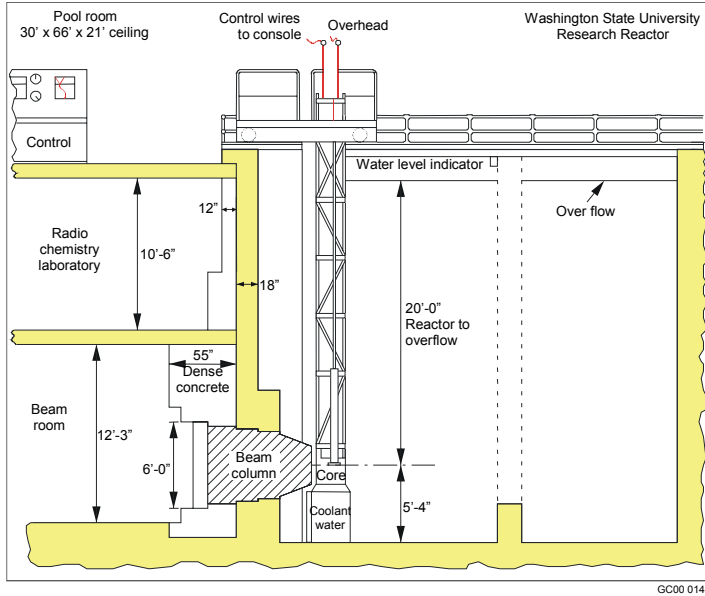 Pool room
30’ x 66’ x 21’ ceiling
Control wires
to console
Overhead
Washington State University
Research Reactor
Control
Water level indicator
Over flow
12”
Radio
chemistry
laboratory
10’-6”
18”
20’-0”
Reactor to
overflow
55”
Dense
concrete
Beam
room
12’-3”
6’-0”
Beam
column
Core
5’-4”
Coolant
water
GC00 014